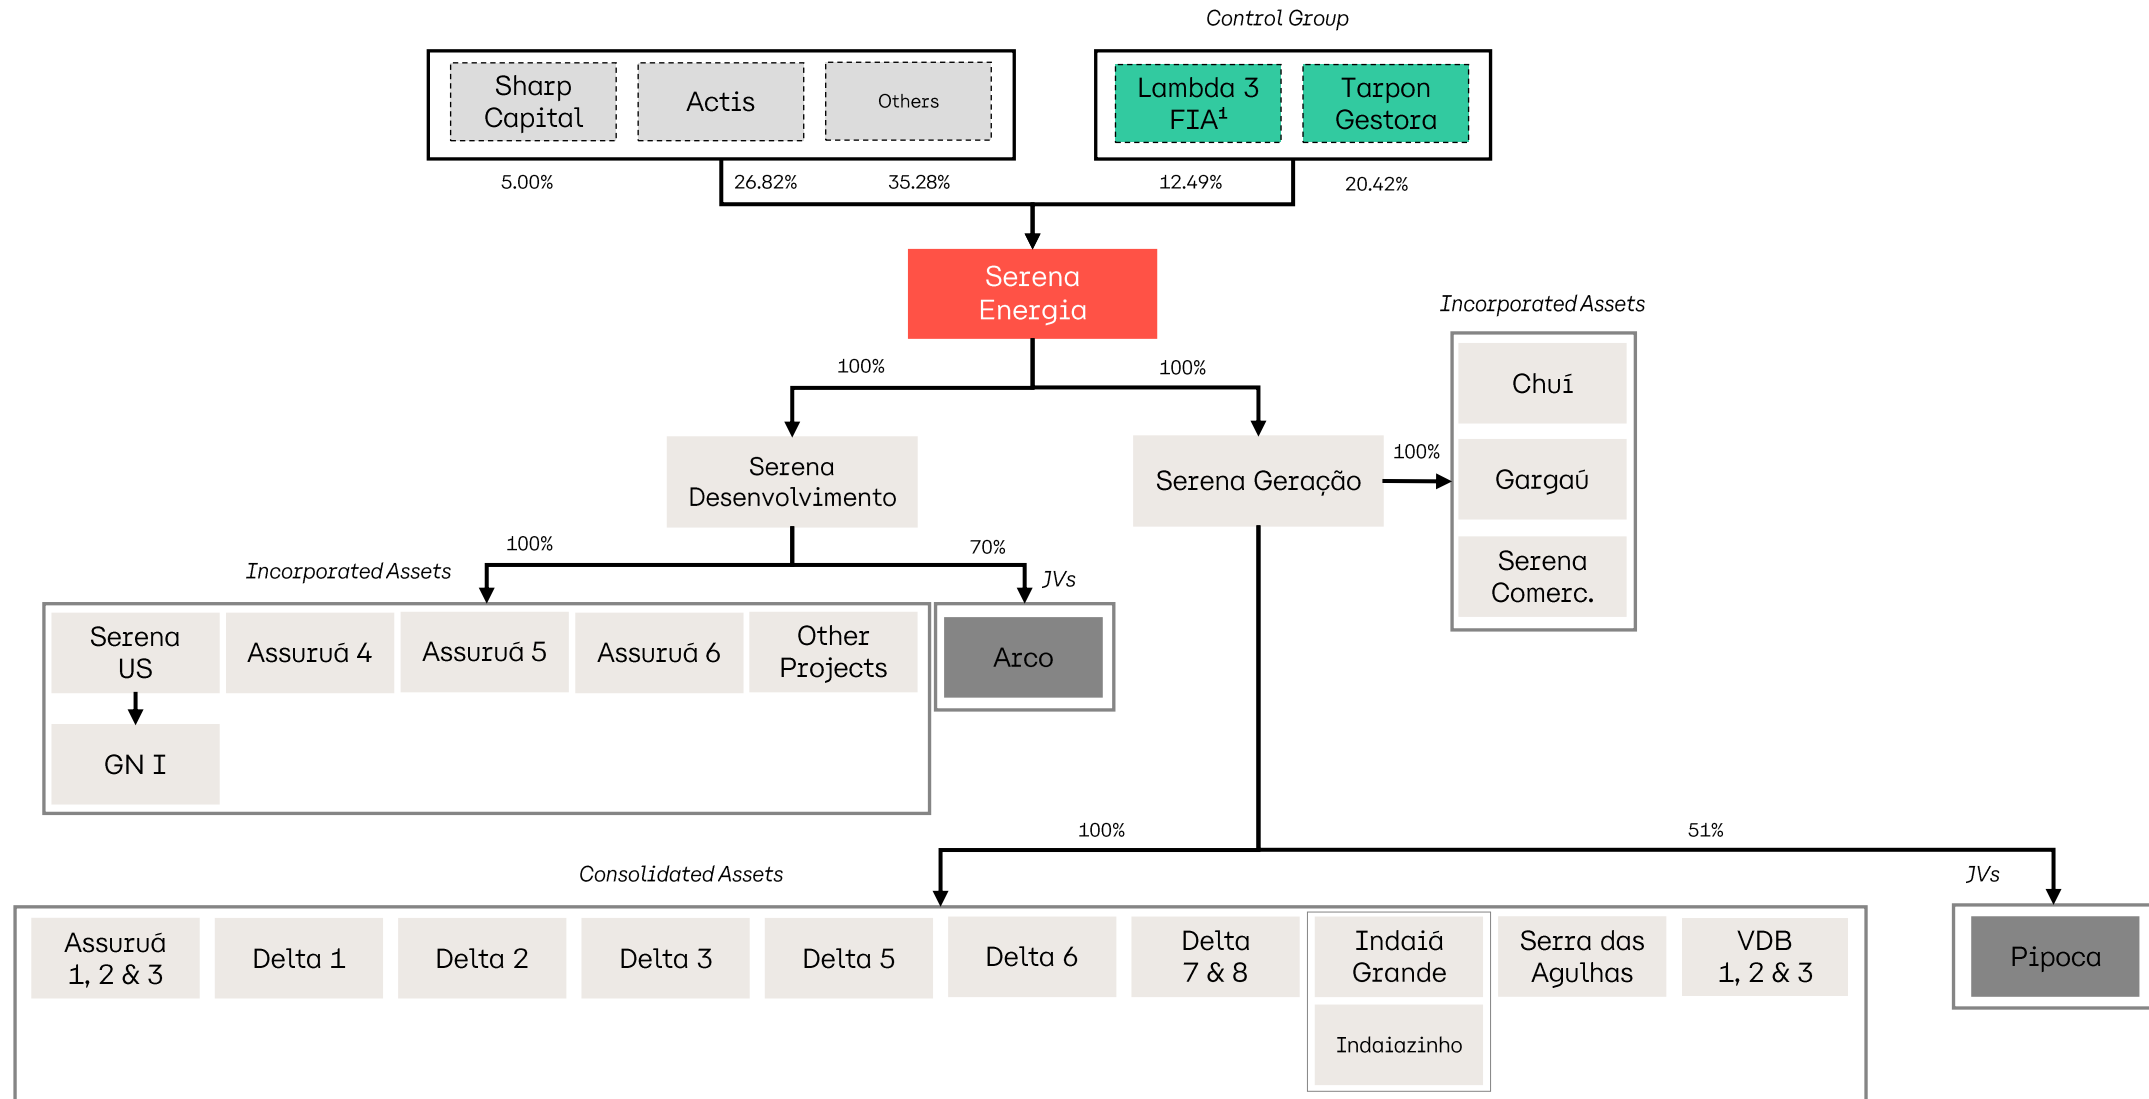 Control Group
Sharp
Capital
Actis
Others
Lambda 3
FIA¹
Tarpon
Gestora
5.00%
26.82%
35.28%
12.49%
20.42%
Serena
Energia
Incorporated Assets
100%
100%
Chuí
Serena
Desenvolvimento
Serena Geração
100%
Gargaú
Serena
Comerc.
100%
70%
Incorporated Assets
JVs
Serena
US
Assuruá 4
Assuruá 5
Assuruá 6
Other
Projects
Arco
GN I
100%
51%
Consolidated Assets
JVs
Assuruá
1, 2 & 3
Delta 1
Delta 2
Delta 3
Delta 5
Delta 6
Delta
7 & 8
Indaiá
Grande
Serra das
Agulhas
VDB
1, 2 & 3
Pipoca
Indaiazinho